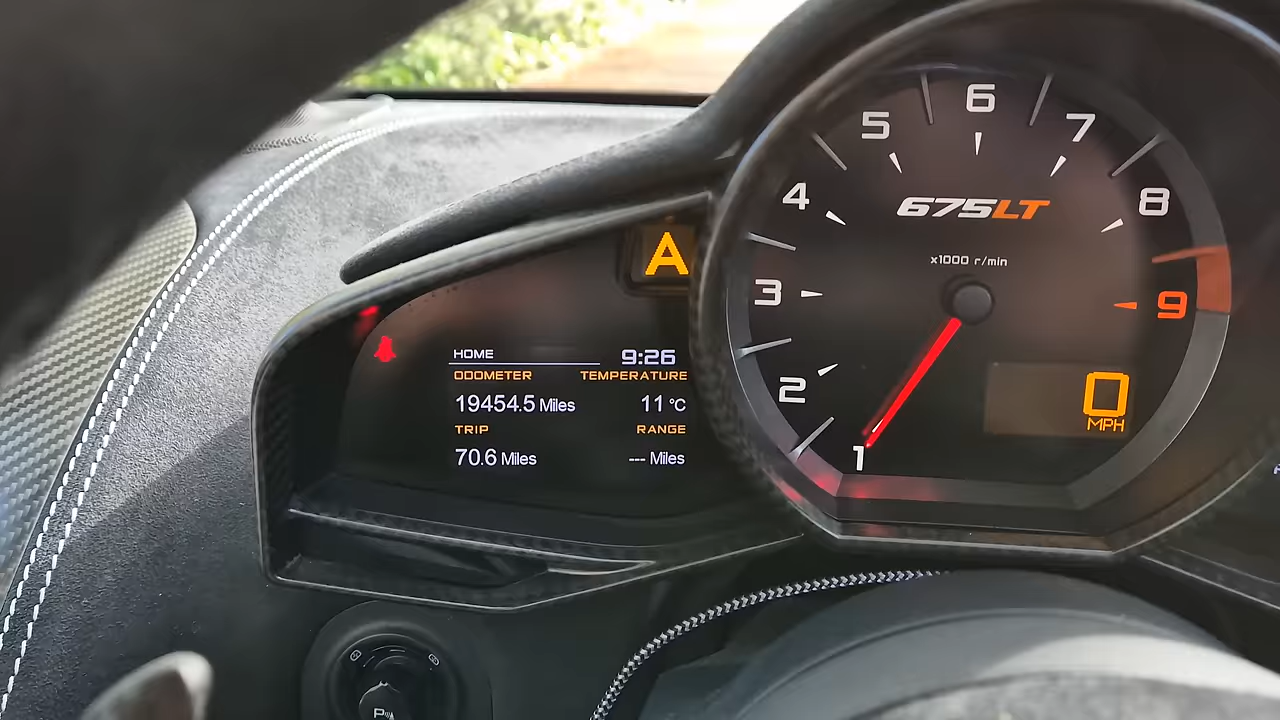 A
HOME 9:26
ODOMETER TEMPERATURE
19454.5 Miles 11 °C
TRIP RANGE
70.6 Miles --- Miles
1
2
3
4
5
6
7
8
9
675LT
x1000 r/min
0
MPH
P